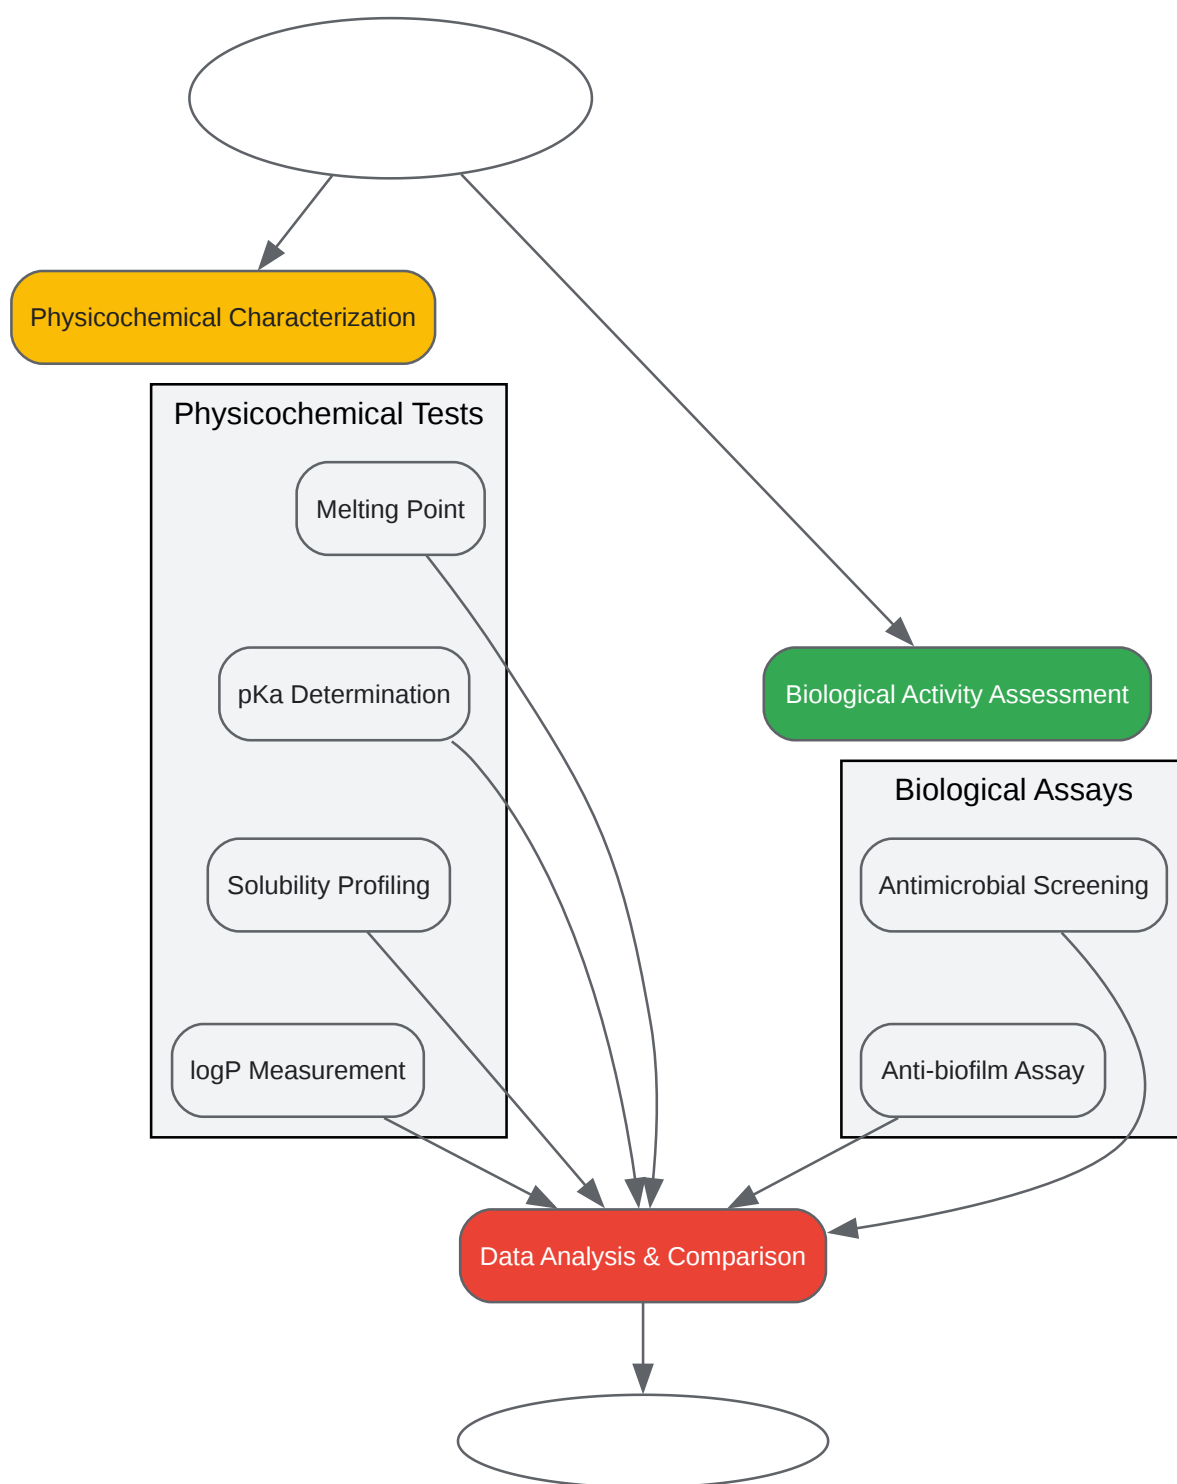 Physicochemical Characterization
Physicochemical Tests
Melting Point
pKa Determination
Biological Activity Assessment
Biological Assays
Solubility Profiling
Antimicrobial Screening
logP Measurement
Anti-biofilm Assay
Data Analysis & Comparison